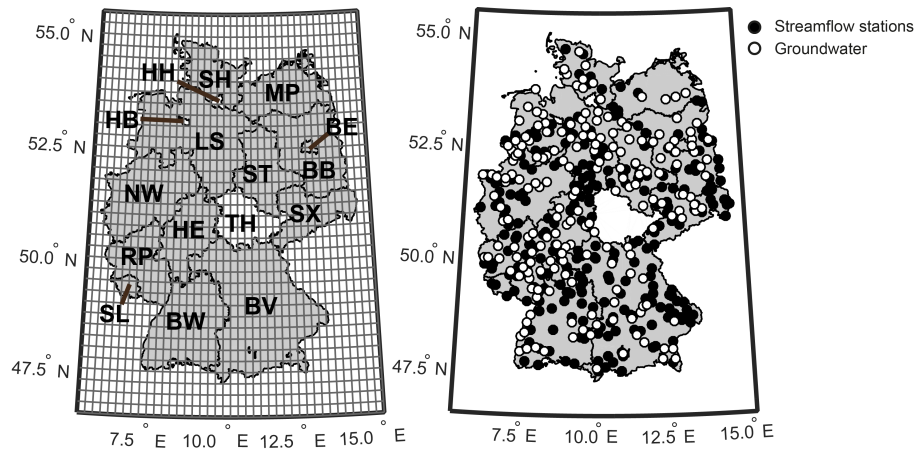 55.0° N
52.5° N
50.0° N
47.5° N
7.5° E 10.0° E 12.5° E 15.0° E
HH
SH
MP
HB
BE
LS
ST
BB
NW
SX
HE
TH
RP
SL
BW
BV
55.0° N
52.5° N
50.0° N
47.5° N
7.5° E 10.0° E 12.5° E 15.0° E
Streamflow stations
Groundwater